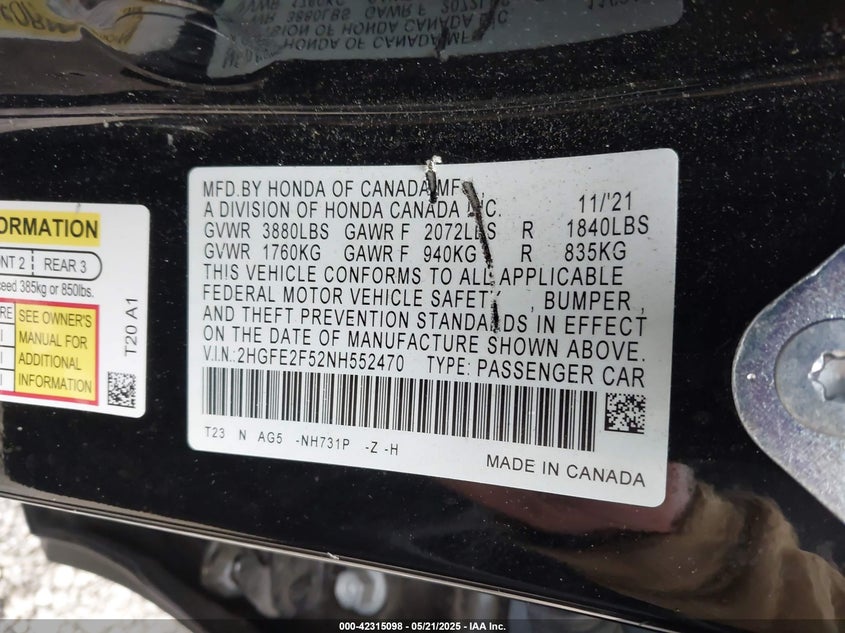 MFD.BY HONDA OF CANADA MF
A DIVISION OF HONDA CANADA INC. 11/'21
GVWR 3880LBS GAWR F 2072LBS R 1840LBS
GVWR 1760KG GAWR F 940KG R 835KG
THIS VEHICLE CONFORMS TO ALL APPLICABLE
FEDERAL MOTOR VEHICLE SAFETY, BUMPER,
AND THEFT PREVENTION STANDARDS IN EFFECT
ON THE DATE OF MANUFACTURE SHOWN ABOVE.
V.I.N.:2HGFE2F52NH552470 TYPE: PASSENGER CAR
T23 N AG5 -NH731P -Z -H
MADE IN CANADA
ORMATION
ONT 2 REAR 3
ceed 385kg or 850lbs.
RE SEE OWNER'S
MANUAL FOR
ADDITIONAL
INFORMATION
T20 A1
000-42315098 - 05/21/2025 - IAA Inc.